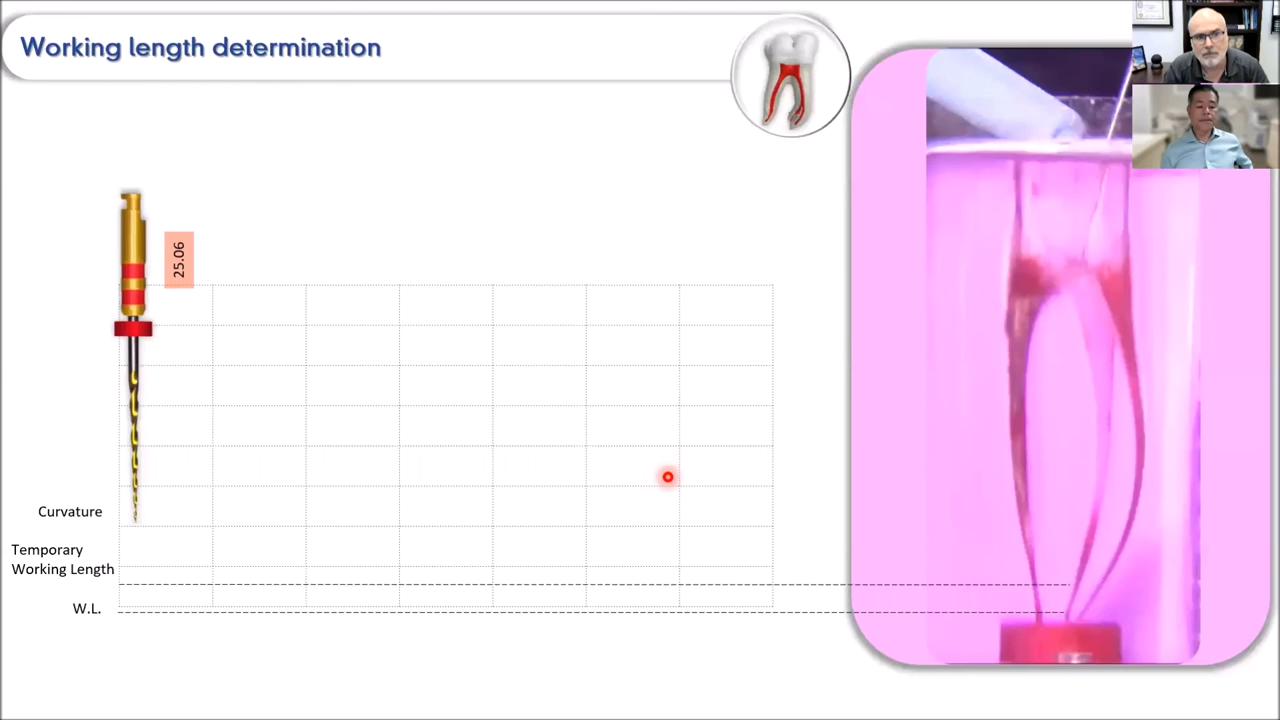 Working length determination
25.06
Curvature
Temporary
Working Length
W.L.